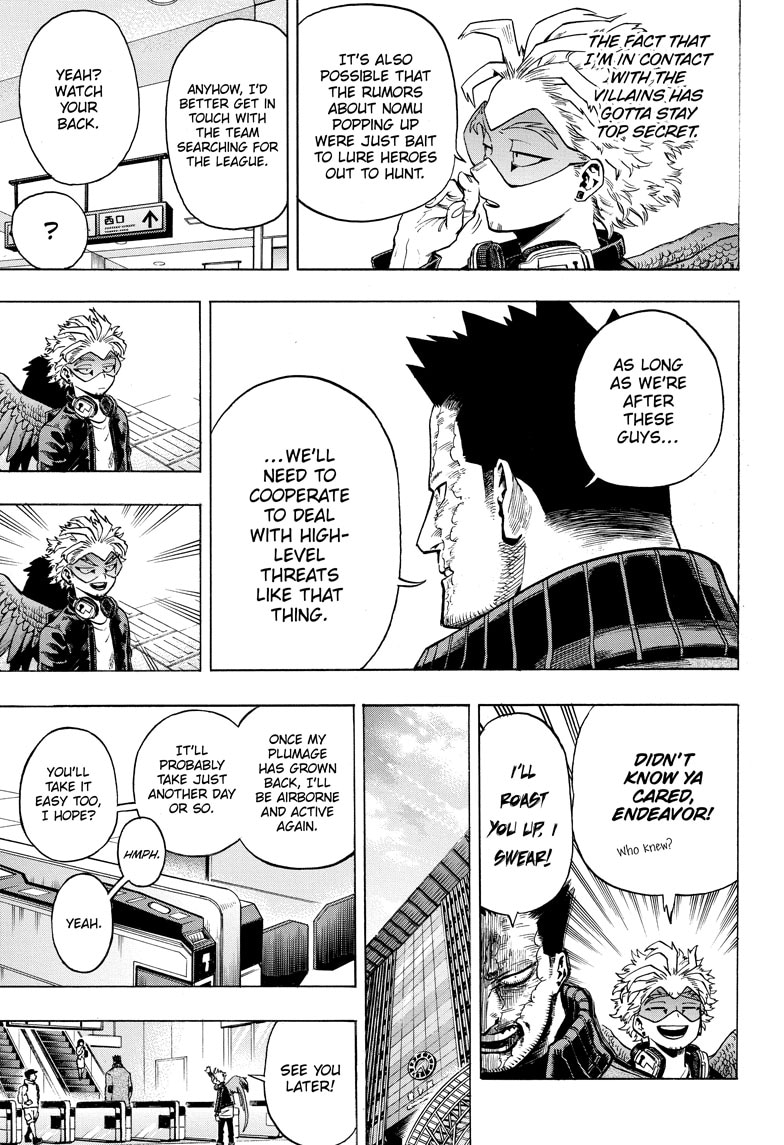 THE FACT THAT
I'M IN CONTACT
WITH THE
VILLAINS HAS
GOTTA STAY
TOP SECRET.
IT'S ALSO
POSSIBLE THAT
THE RUMORS
ABOUT NOMU
POPPING UP
WERE JUST BAIT
TO LURE HEROES
OUT TO HUNT.
ANYHOW, I'D
BETTER GET IN
TOUCH WITH
THE TEAM
SEARCHING FOR
THE LEAGUE.
YEAH?
WATCH
YOUR
BACK.
?
西口
AS LONG
AS WE'RE
AFTER
THESE
GUYS...
...WE'LL
NEED TO
COOPERATE
TO DEAL
WITH HIGH-
LEVEL
THREATS
LIKE THAT
THING.
DIDN'T
KNOW YA
CARED,
ENDEAVOR!
Who knew?
I'LL
ROAST
YOU UP, I
SWEAR!
ONCE MY
PLUMAGE
HAS GROWN
BACK, I'LL
BE AIRBORNE
AND ACTIVE
AGAIN.
IT'LL
PROBABLY
TAKE JUST
ANOTHER DAY
OR SO.
YOU'LL
TAKE IT
EASY TOO,
I HOPE?
HMPH.
YEAH.
SEE YOU
LATER!